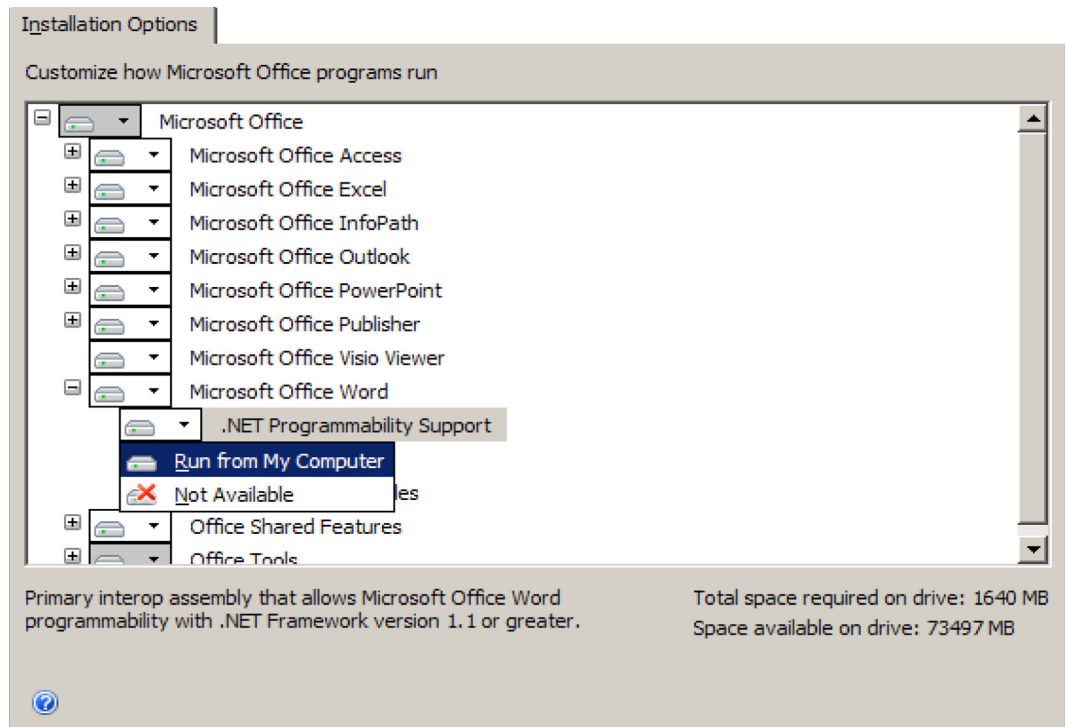 Installation Options
Customize how Microsoft Office programs run
Microsoft Office
Microsoft Office Access
Microsoft Office Excel
Microsoft Office InfoPath
Microsoft Office Outlook
Microsoft Office PowerPoint
Microsoft Office Publisher
Microsoft Office Visio Viewer
Microsoft Office Word
.NET Programmability Support
Run from My Computer
Not Available
Office Shared Features
Office Tools
Primary interop assembly that allows Microsoft Office Word
programmability with .NET Framework version 1.1 or greater.
Total space required on drive: 1640 MB
Space available on drive: 73497 MB